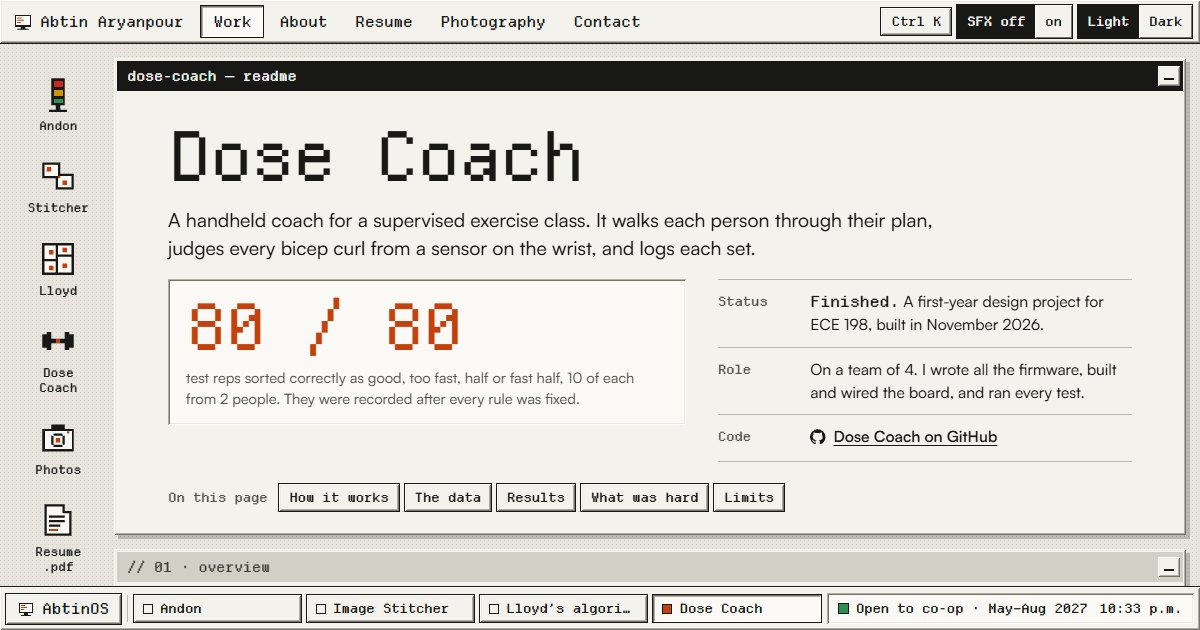 Abtin Aryanpour Work About Resume Photography Contact Ctrl K SFX off on Light Dark
dose-coach — readme
Andon
Stitcher
Lloyd
Dose
Coach
Photos
Resume
.pdf
Dose Coach
A handheld coach for a supervised exercise class. It walks each person through their plan,
judges every bicep curl from a sensor on the wrist, and logs each set.
80 / 80
test reps sorted correctly as good, too fast, half or fast half, 10 of each
from 2 people. They were recorded after every rule was fixed.
Status Finished. A first-year design project for
ECE 198, built in November 2026.
Role On a team of 4. I wrote all the firmware, built
and wired the board, and ran every test.
Code Dose Coach on GitHub
On this page How it works The data Results What was hard Limits
// 01 · overview
AbtinOS Andon Image Stitcher Lloyd's algori… Dose Coach Open to co-op · May–Aug 2027 10:33 p.m.